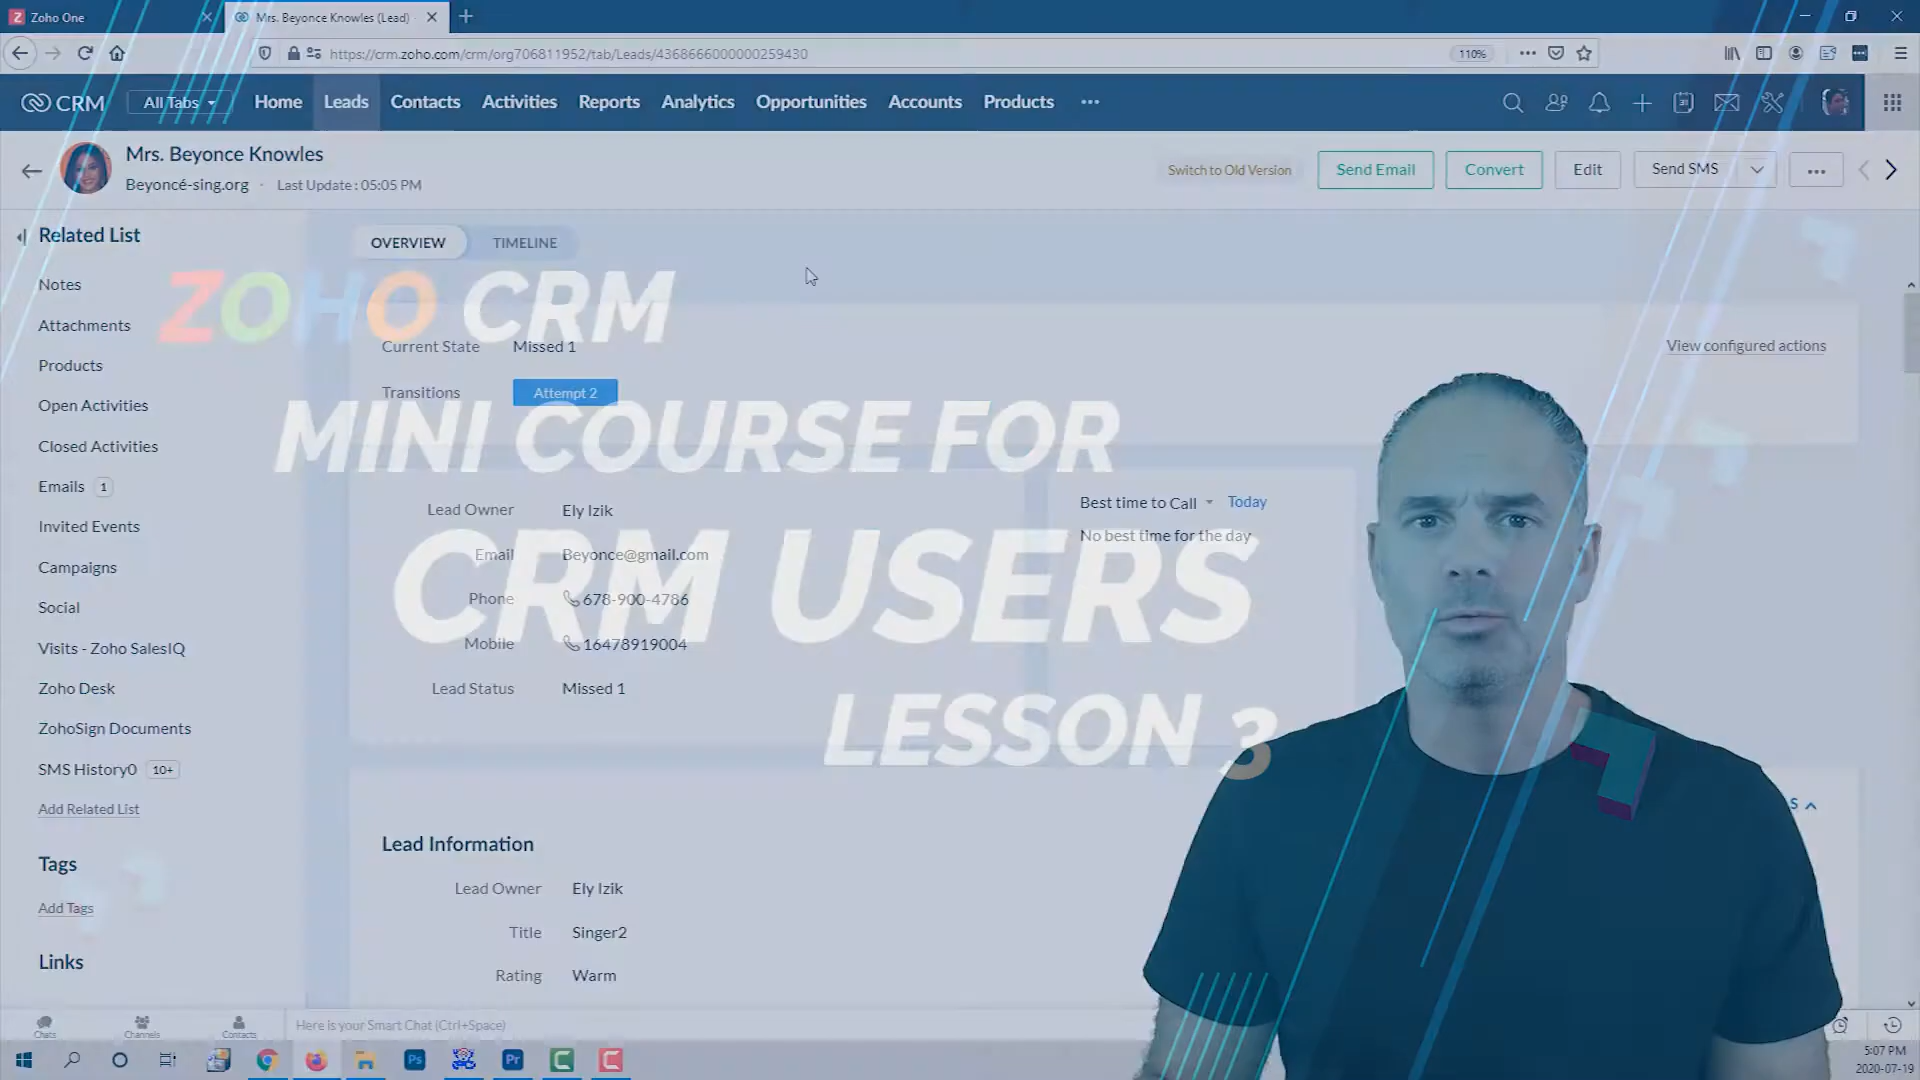 Zoho One
Mrs. Beyonce Knowles (Lead)
https://crm.zoho.com/crm/org706811952/tab/Leads/4368666000000259430
110%
CRM
All Tabs
Home
Leads
Contacts
Activities
Reports
Analytics
Opportunities
Accounts
Products
Mrs. Beyonce Knowles
Beyoncé-sing.org · Last Update : 05:05 PM
Switch to Old Version
Send Email
Convert
Edit
Send SMS
Related List
Notes
Attachments
Products
Open Activities
Closed Activities
Emails 1
Invited Events
Campaigns
Social
Visits - Zoho SalesIQ
Zoho Desk
ZohoSign Documents
SMS History0 10+
Add Related List
Tags
Add Tags
Links
OVERVIEW
TIMELINE
ZOHO CRM
MINI COURSE FOR
CRM USERS
LESSON 3
Current State Missed 1
View configured actions
Transitions Attempt 2
Lead Owner Ely Izik
Email Beyonce@gmail.com
Phone 678-900-4786
Mobile 16478919004
Lead Status Missed 1
Best time to Call Today
No best time for the day
Lead Information
Lead Owner Ely Izik
Title Singer2
Rating Warm
Chats
Channels
Contacts
Here is your Smart Chat (Ctrl+Space)
Ps
Pr
5:07 PM
2020-07-19